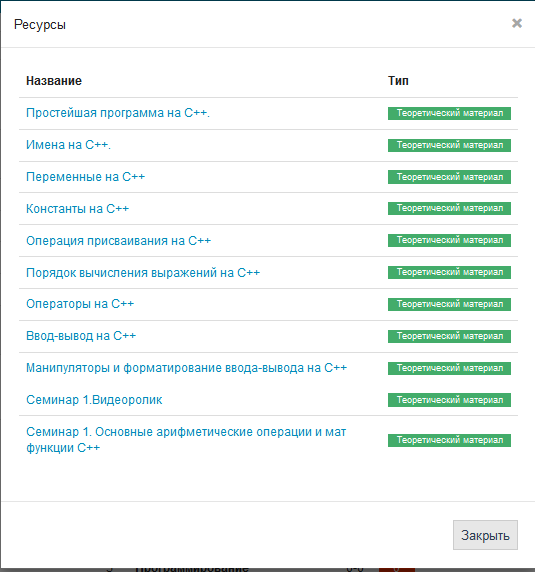 Ресурсы ×
Название Тип
Простейшая программа на С++. Теоретический материал
Имена на С++. Теоретический материал
Переменные на С++ Теоретический материал
Константы на С++ Теоретический материал
Операция присваивания на С++ Теоретический материал
Порядок вычисления выражений на С++ Теоретический материал
Операторы на С++ Теоретический материал
Ввод-вывод на С++ Теоретический материал
Манипуляторы и форматирование ввода-вывода на С++ Теоретический материал
Семинар 1.Видеоролик Теоретический материал
Семинар 1. Основные арифметические операции и мат Теоретический материал
функции С++
Закрыть
Программирование